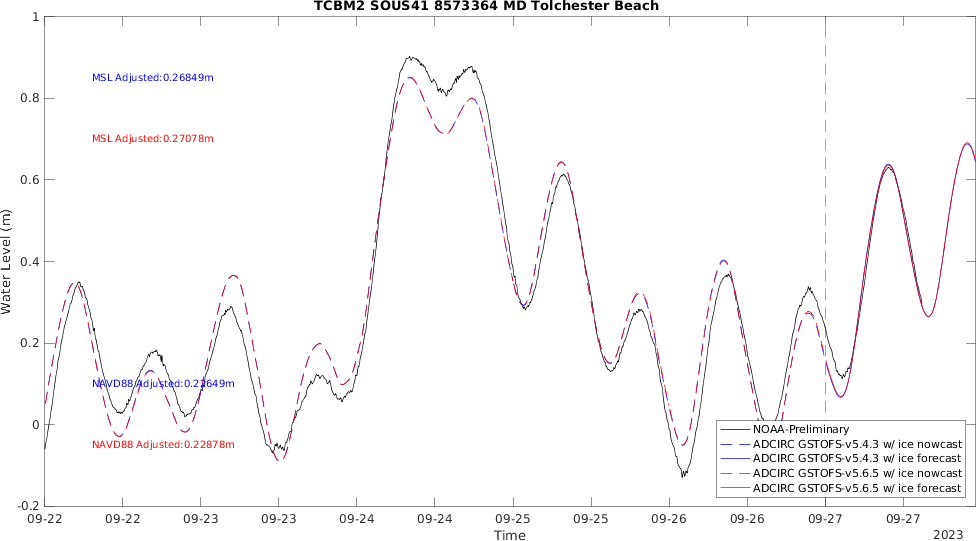 TCBM2 SOUS41 8573364 MD Tolchester Beach
1
0.8
0.6
0.4
0.2
0
-0.2
Water Level (m)
MSL Adjusted:0.26849m
MSL Adjusted:0.27078m
NAVD88 Adjusted:0.22649m
NAVD88 Adjusted:0.22878m
NOAA-Preliminary
ADCIRC GSTOFS-v5.4.3 w/ ice nowcast
ADCIRC GSTOFS-v5.4.3 w/ ice forecast
ADCIRC GSTOFS-v5.6.5 w/ ice nowcast
ADCIRC GSTOFS-v5.6.5 w/ ice forecast
09-22 09-22 09-23 09-23 09-24 09-24 09-25 09-25 09-26 09-26 09-27 09-27
Time
2023